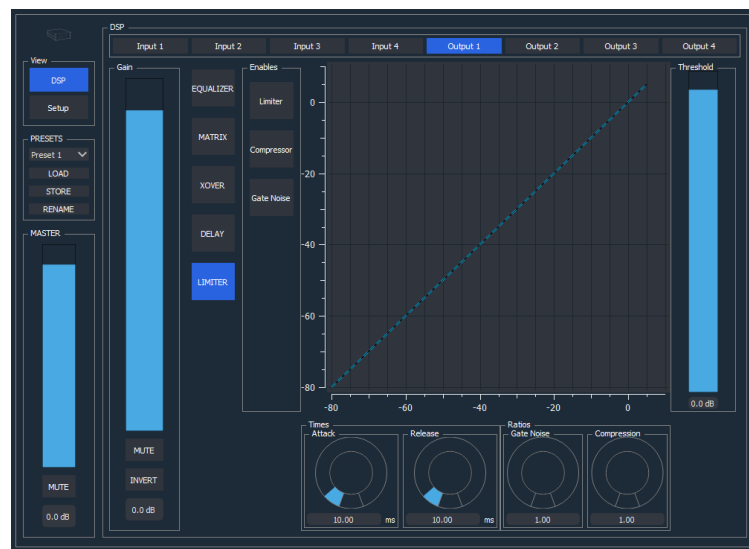 DSP
Input 1 Input 2 Input 3 Input 4 Output 1 Output 2 Output 3 Output 4
View
DSP
Setup
PRESETS
Preset 1
LOAD
STORE
RENAME
MASTER
MUTE
0.0 dB
Gain
MUTE
INVERT
0.0 dB
EQUALIZER
MATRIX
XOVER
DELAY
LIMITER
Enables
Limiter
Compressor
Gate Noise
0
-20
-40
-60
-80
-80 -60 -40 -20 0
Threshold
0.0 dB
Times
Attack
10.00 ms
Release
10.00 ms
Ratios
Gate Noise
1.00
Compression
1.00